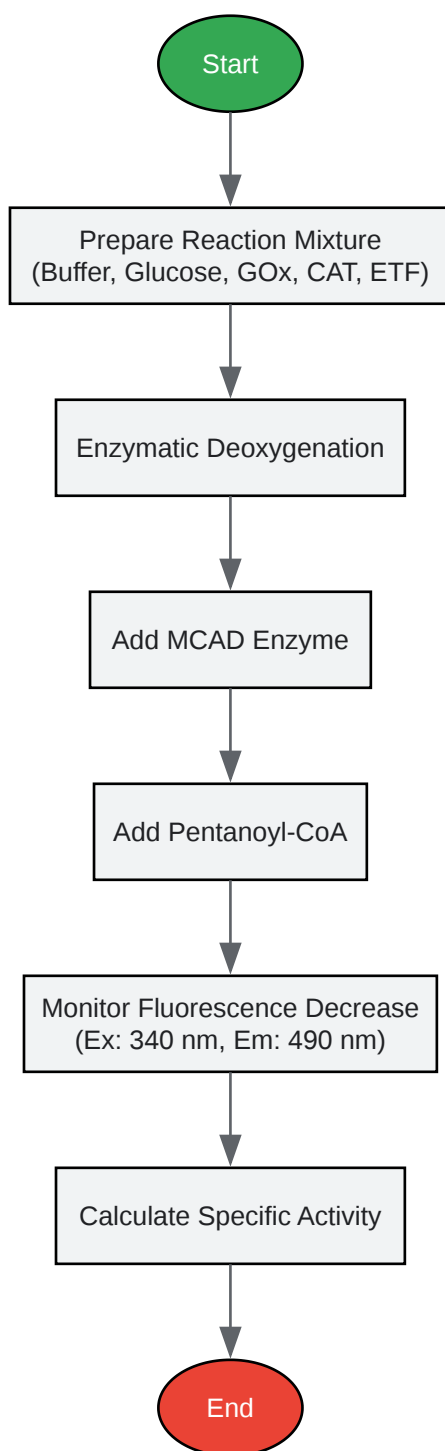 Start
Prepare Reaction Mixture
(Buffer, Glucose, GOx, CAT, ETF)
Enzymatic Deoxygenation
Add MCAD Enzyme
Add Pentanoyl-CoA
Monitor Fluorescence Decrease
(Ex: 340 nm, Em: 490 nm)
Calculate Specific Activity
End